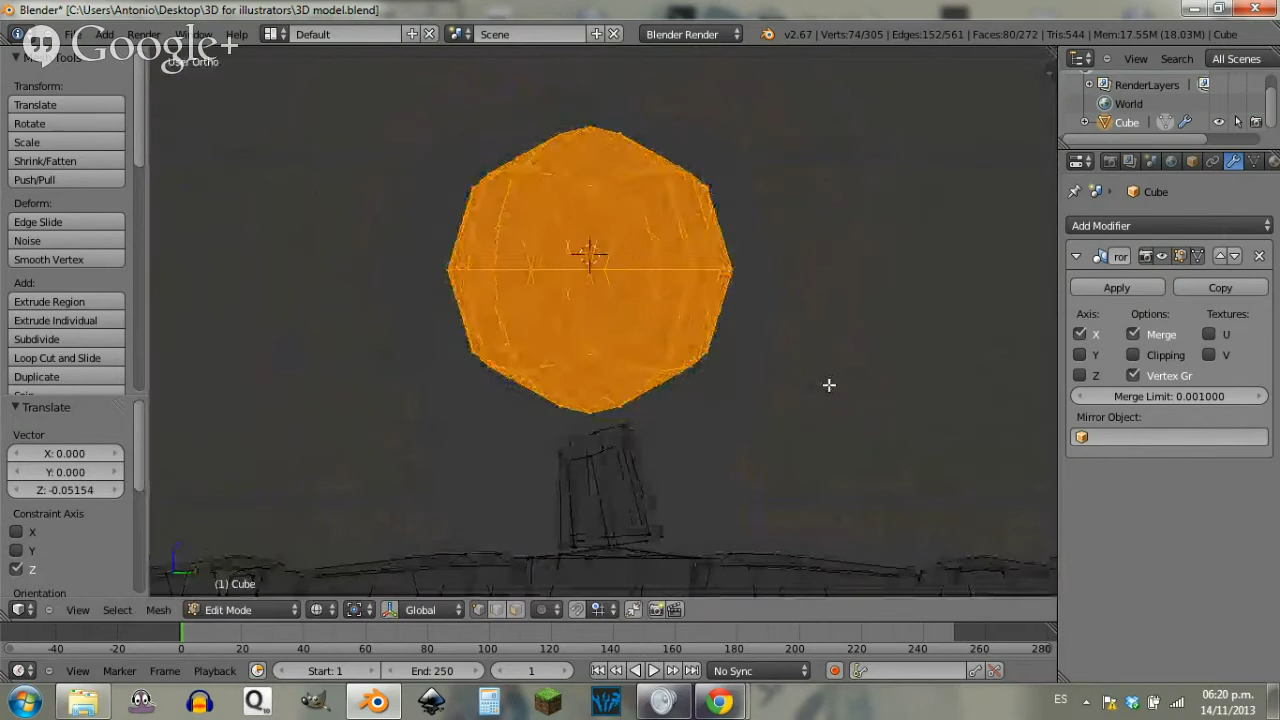 Blender* [C:\Users\Antonio\Desktop\3D for illustrators\3D model.blend]
File Add Render Window Help Default Scene Blender Render v2.67 | Verts:74/305 | Edges:152/561 | Faces:80/272 | Tris:544 | Mem:17.55M (18.03M) | Cube
Google+
User Ortho
Mesh Tools
Transform:
Translate
Rotate
Scale
Shrink/Fatten
Push/Pull
Deform:
Edge Slide
Noise
Smooth Vertex
Add:
Extrude Region
Extrude Individual
Subdivide
Loop Cut and Slide
Duplicate
Spin
Translate
Vector
X: 0.000
Y: 0.000
Z: -0.05154
Constraint Axis
X
Y
Z
Orientation
(1) Cube
View Search All Scenes
RenderLayers
World
Cube
Cube
Add Modifier
ror
Apply Copy
Axis: Options: Textures:
X Merge U
Y Clipping V
Z Vertex Gr
Merge Limit: 0.001000
Mirror Object:
View Select Mesh Edit Mode Global
-40 -20 0 20 40 60 80 100 120 140 160 180 200 220 240 260 280
View Marker Frame Playback Start: 1 End: 250 1 No Sync
ES 06:20 p.m.
14/11/2013